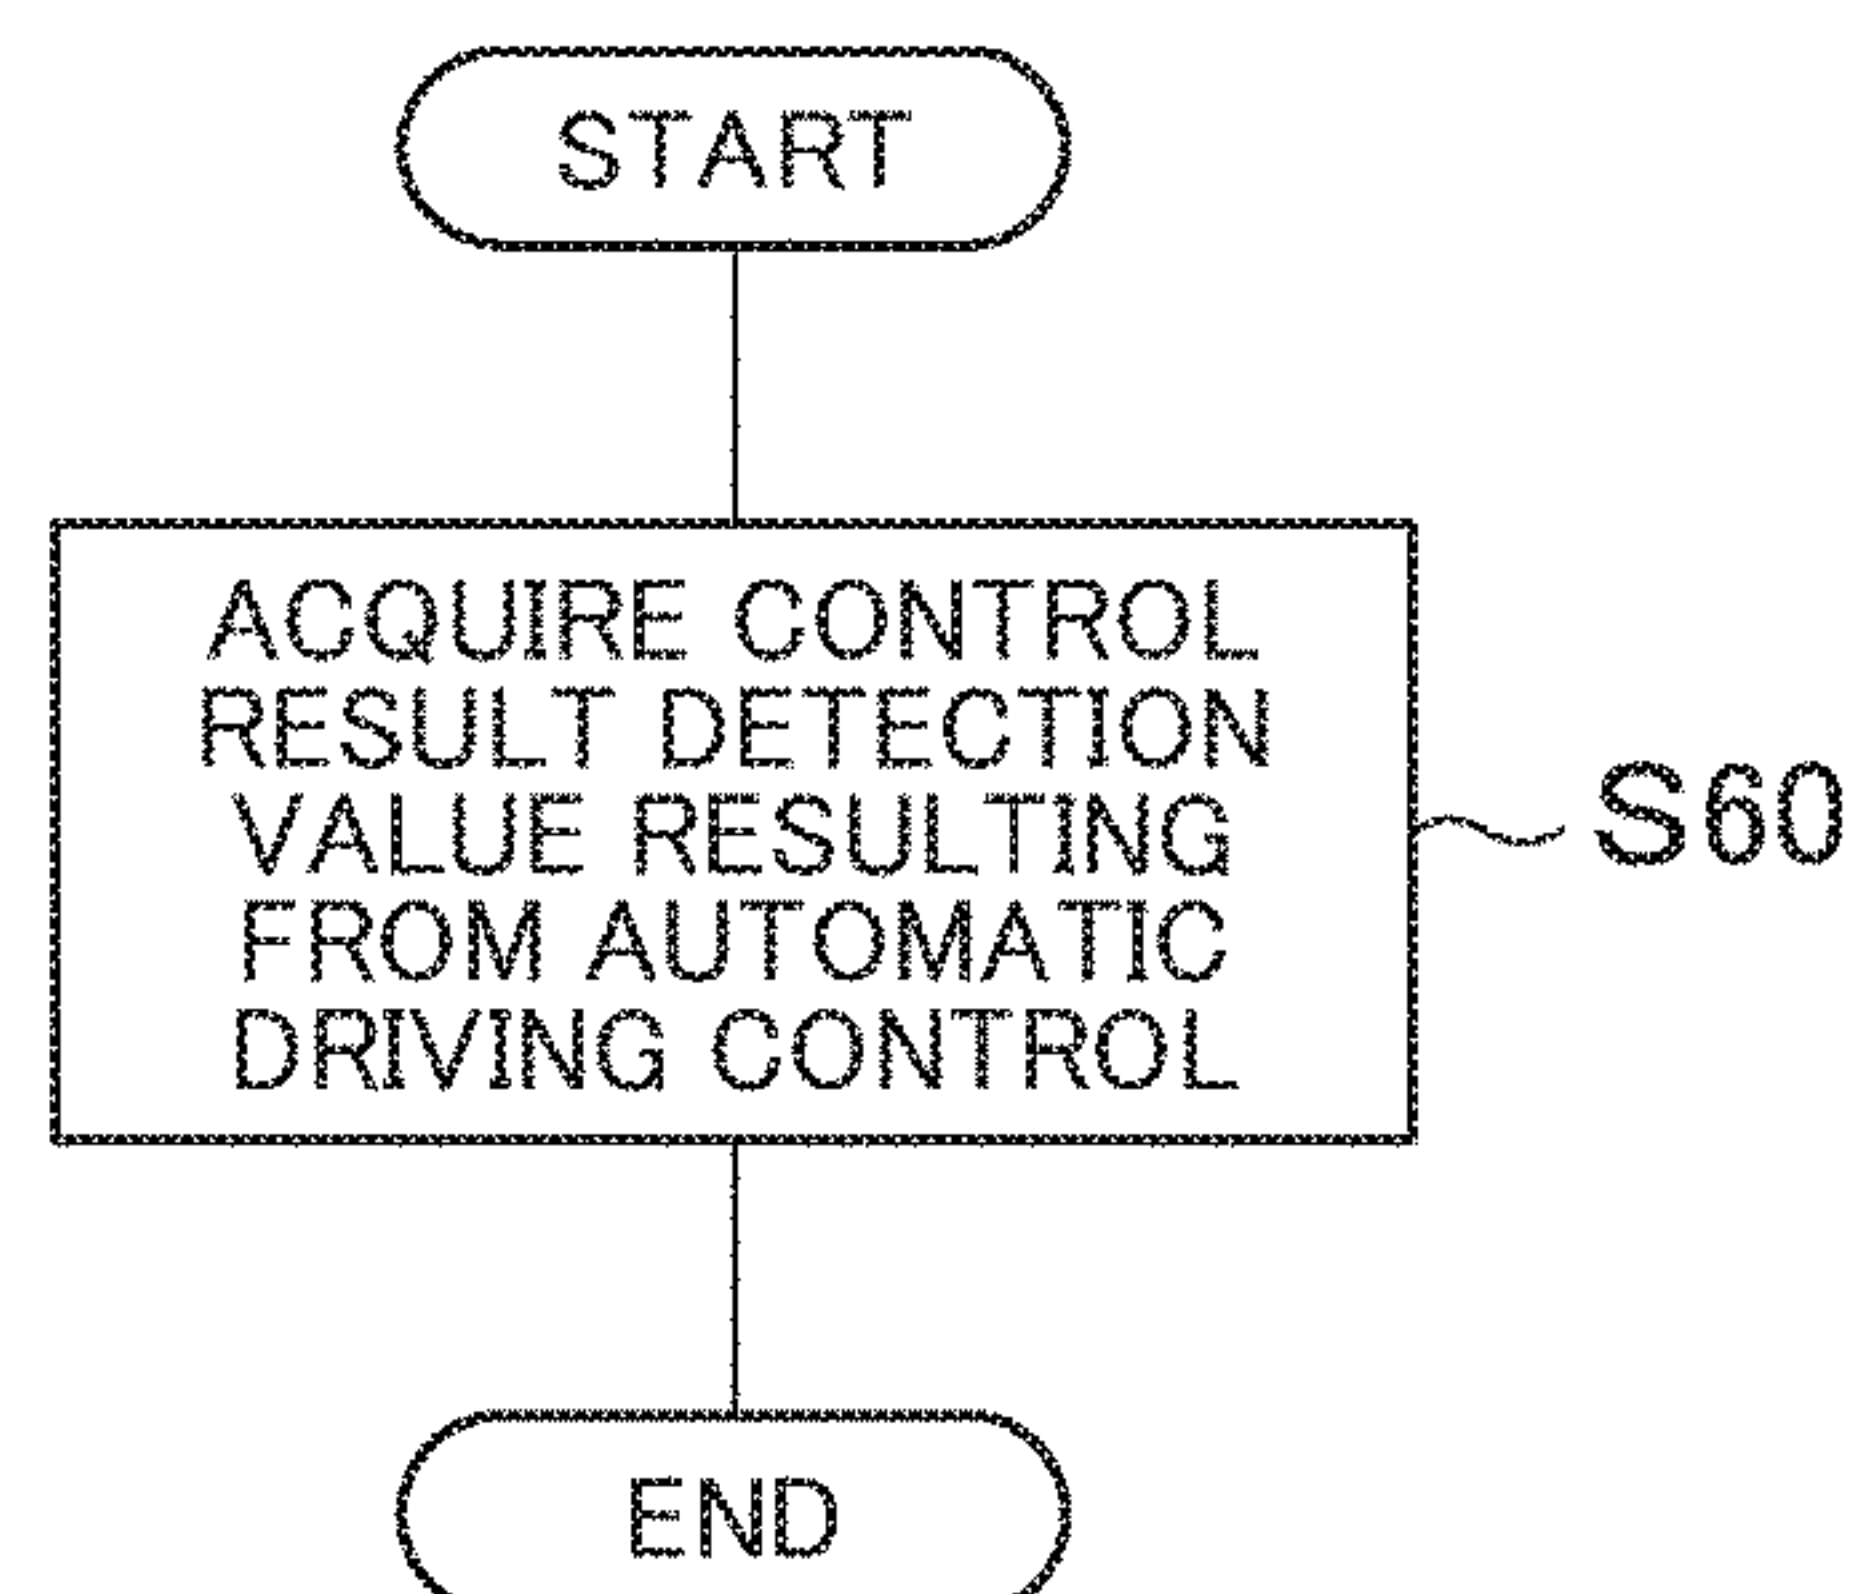 START
ACQUIRE CONTROL
RESULT DETECTION
VALUE RESULTING
FROM AUTOMATIC
DRIVING CONTROL
S60
END